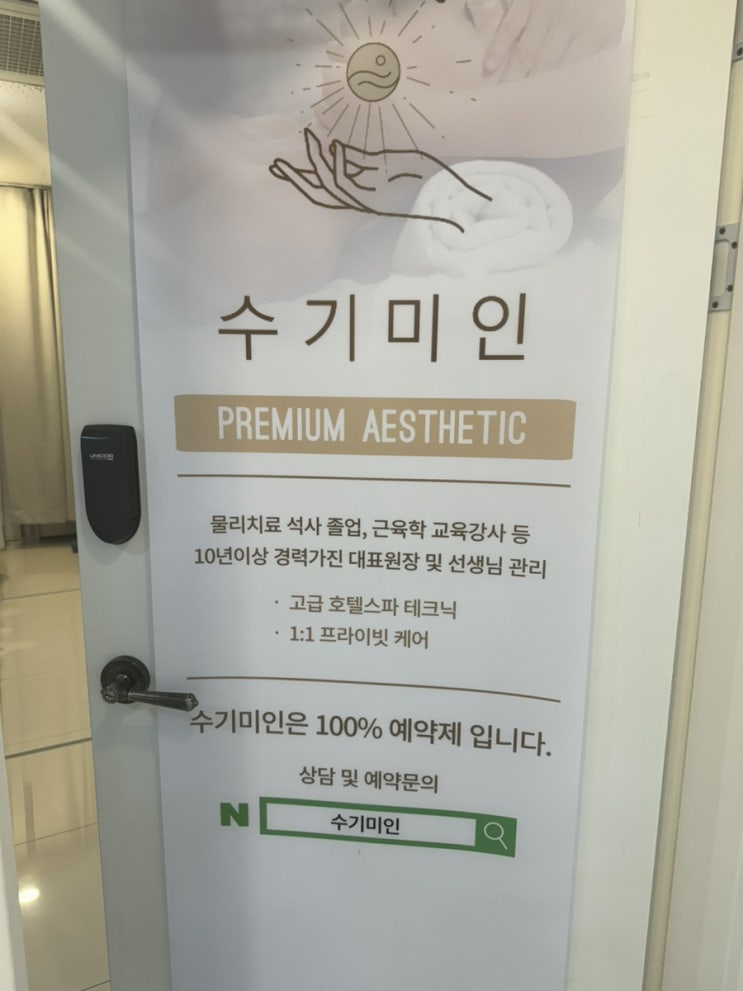 수기미인
PREMIUM AESTHETIC
UNICOR
물리치료 석사 졸업, 근육학 교육강사 등
10년이상 경력가진 대표원장 및 선생님 관리
· 고급 호텔스파 테크닉
· 1:1 프라이빗 케어
수기미인은 100% 예약제 입니다.
상담 및 예약문의
N 수기미인